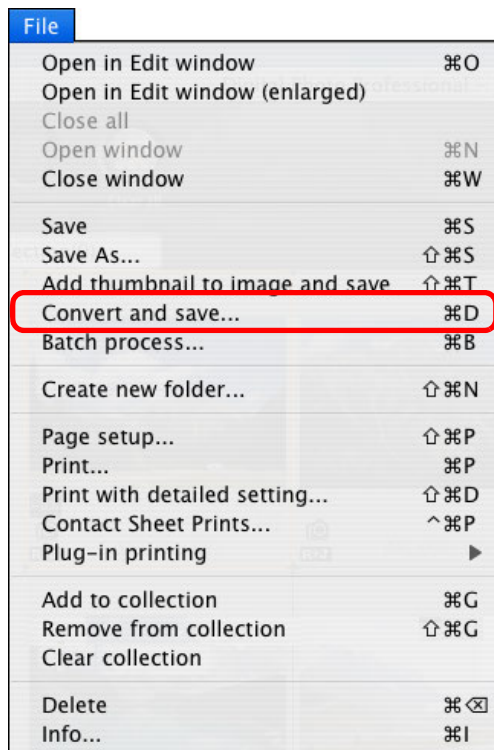 File
Open in Edit window ⌘O
Open in Edit window (enlarged)
Close all
Open window ⌘N
Close window ⌘W
Save ⌘S
Save As... ⇧⌘S
Add thumbnail to image and save ⇧⌘T
Convert and save... ⌘D
Batch process... ⌘B
Create new folder... ⇧⌘N
Page setup... ⇧⌘P
Print... ⌘P
Print with detailed setting... ⇧⌘D
Contact Sheet Prints... ^⌘P
Plug-in printing ▶
Add to collection ⌘G
Remove from collection ⇧⌘G
Clear collection
Delete ⌘⌫
Info... ⌘I